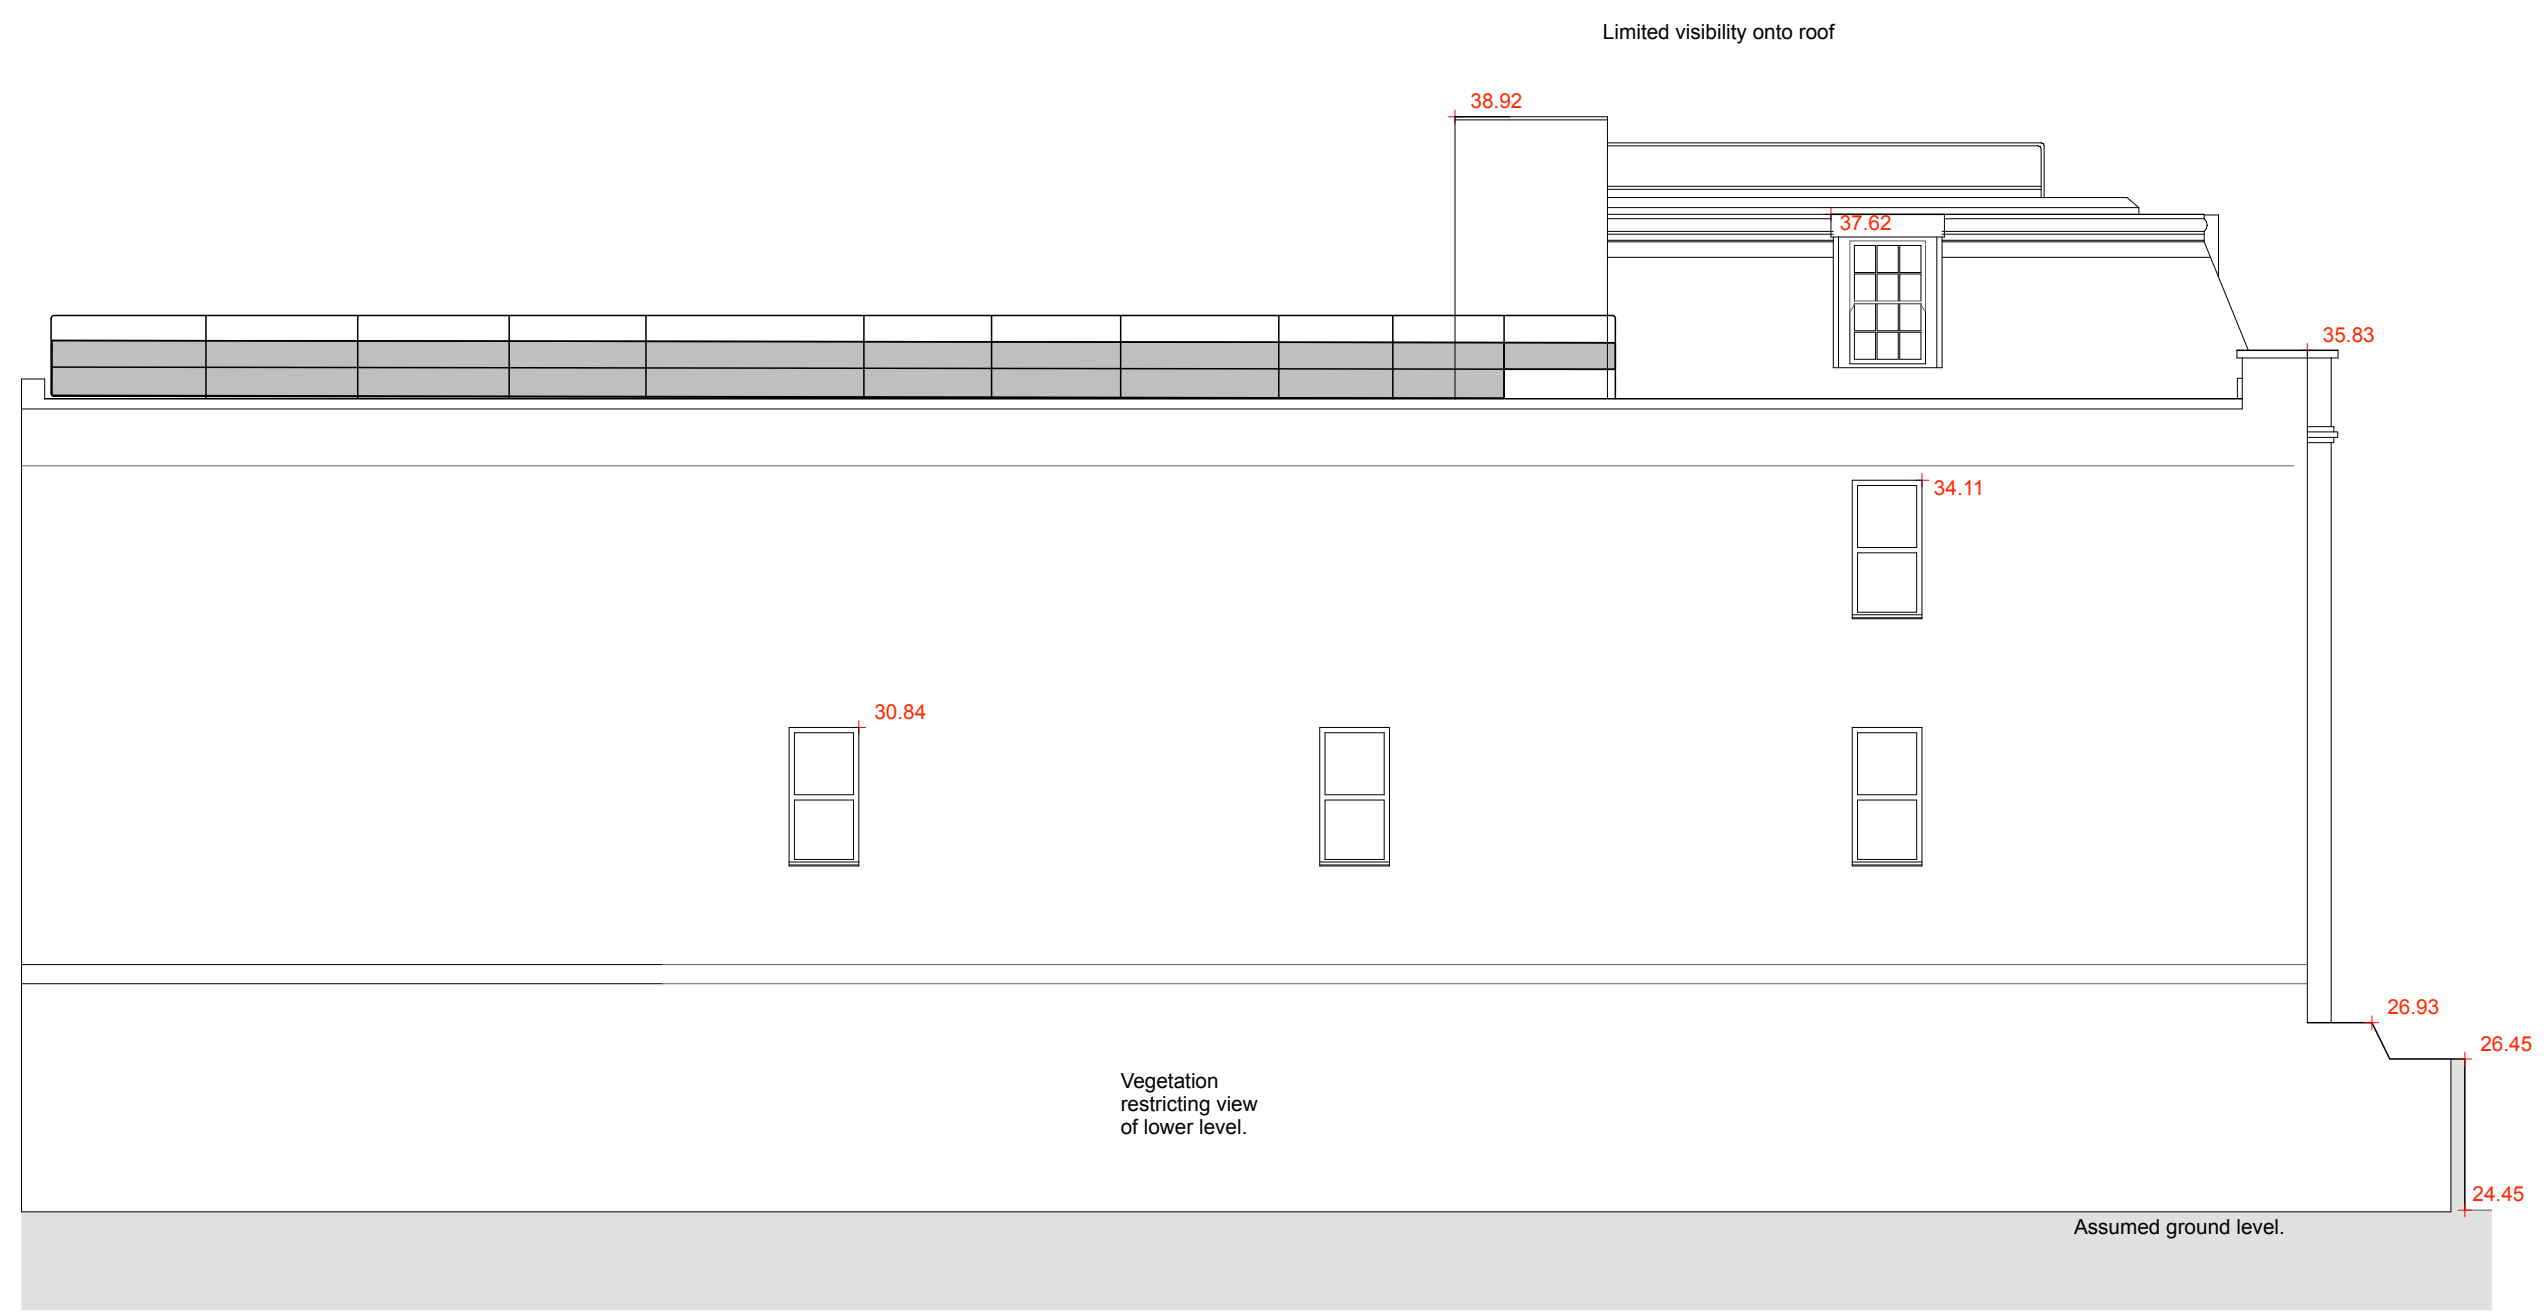 Limited visibility onto roof
38.92
37.62
35.83
34.11
30.84
26.93
26.45
Vegetation
restricting view
of lower level.
24.45
Assumed ground level.